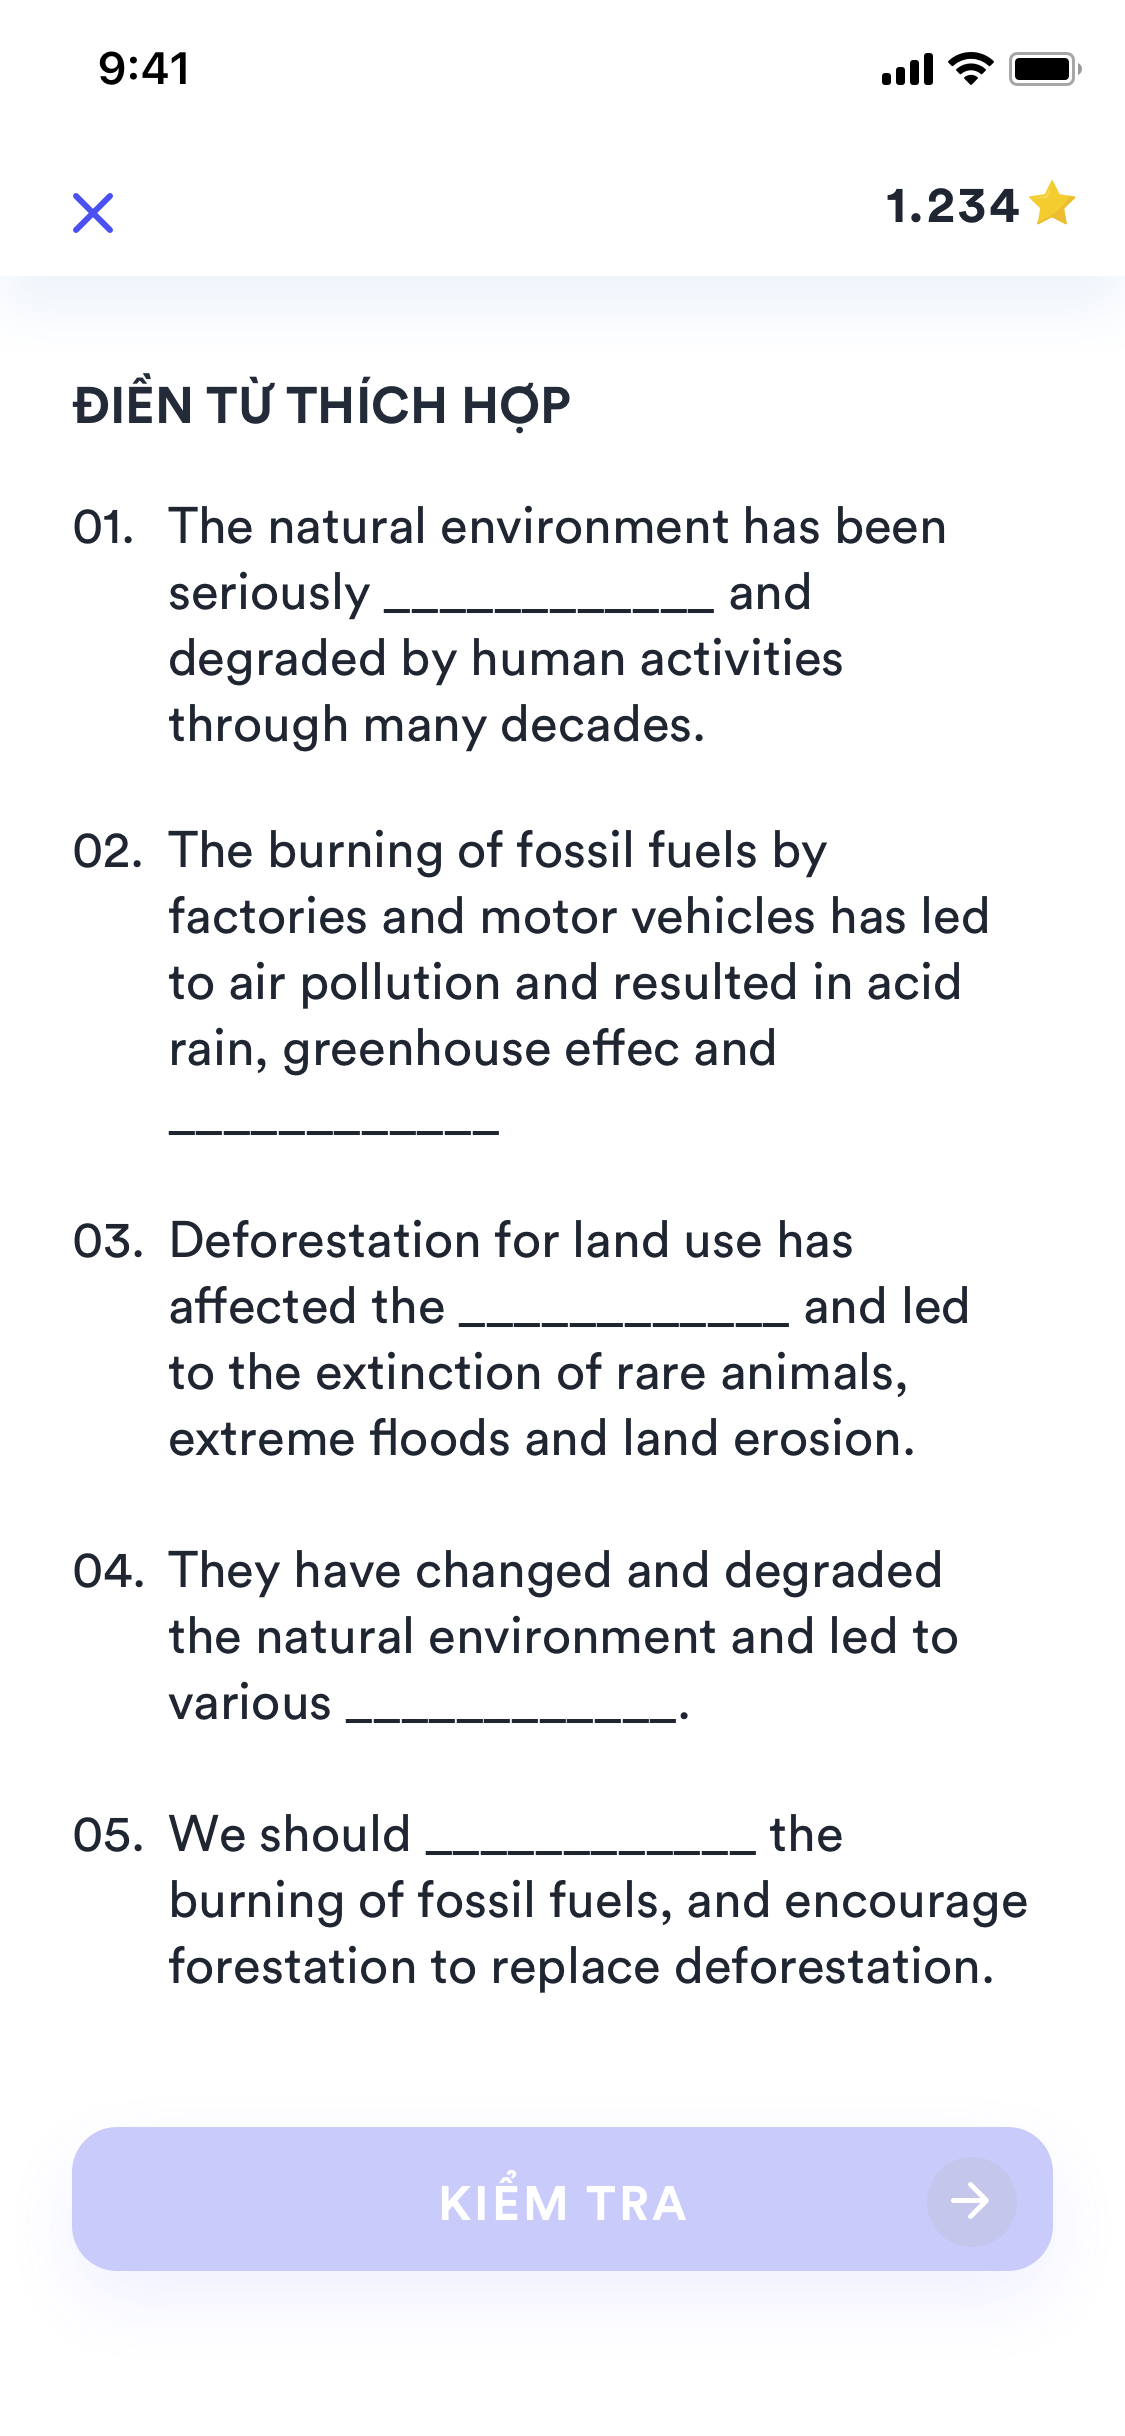 9:41
1.234
ĐIỀN TỪ THÍCH HỢP
01. The natural environment has been
seriously ____________ and
degraded by human activities
through many decades.
02. The burning of fossil fuels by
factories and motor vehicles has led
to air pollution and resulted in acid
rain, greenhouse effec and
____________
03. Deforestation for land use has
affected the ____________ and led
to the extinction of rare animals,
extreme floods and land erosion.
04. They have changed and degraded
the natural environment and led to
various ____________.
05. We should ____________ the
burning of fossil fuels, and encourage
forestation to replace deforestation.
KIỂM TRA